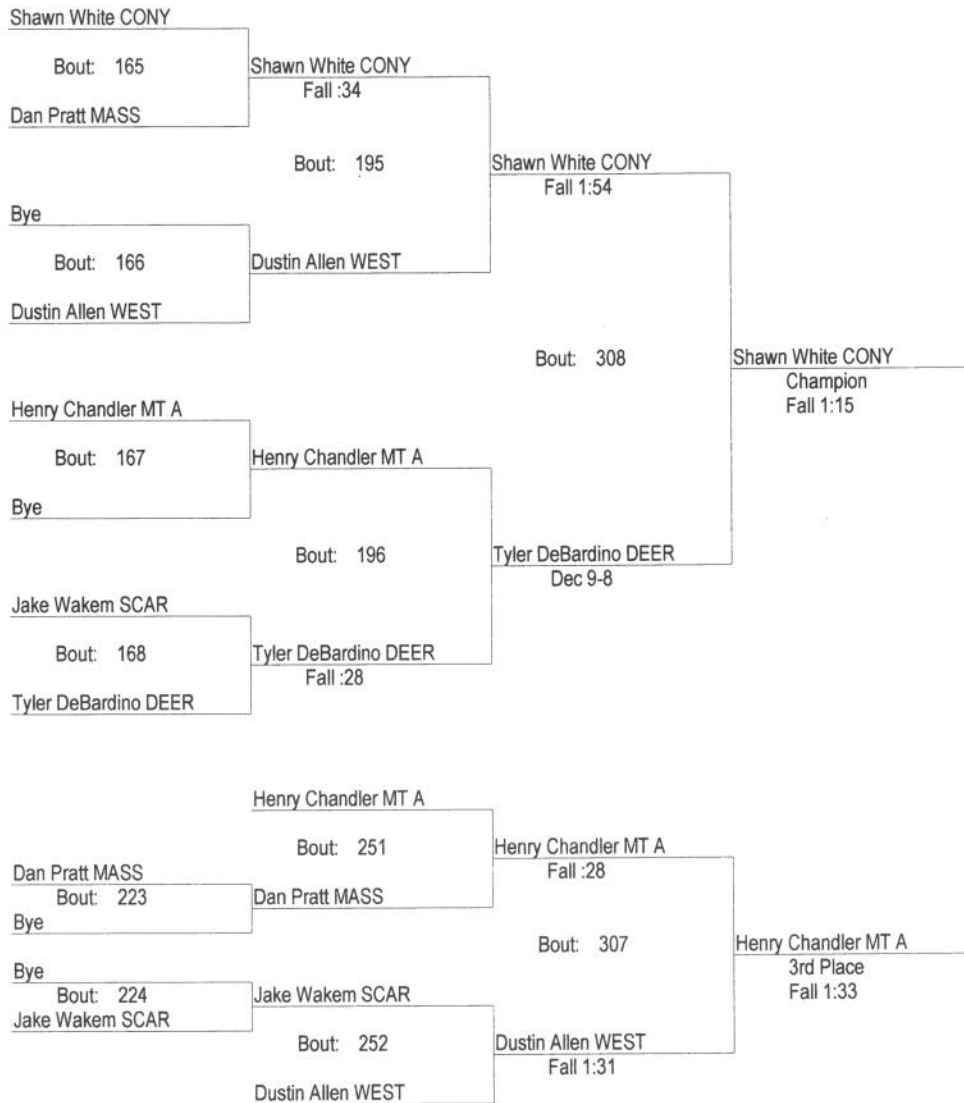 Shawn White CONY
Bout: 165
Shawn White CONY
Fall :34
Dan Pratt MASS
Bout: 195
Shawn White CONY
Fall 1:54
Bye
Bout: 166
Dustin Allen WEST
Dustin Allen WEST
Bout: 308
Shawn White CONY
Champion
Fall 1:15
Henry Chandler MT A
Bout: 167
Henry Chandler MT A
Bye
Bout: 196
Tyler DeBardino DEER
Dec 9-8
Jake Wakem SCAR
Bout: 168
Tyler DeBardino DEER
Fall :28
Tyler DeBardino DEER
Henry Chandler MT A
Bout: 251
Henry Chandler MT A
Fall :28
Dan Pratt MASS
Bout: 223
Dan Pratt MASS
Bye
Bout: 307
Henry Chandler MT A
3rd Place
Fall 1:33
Bye
Bout: 224
Jake Wakem SCAR
Jake Wakem SCAR
Bout: 252
Dustin Allen WEST
Fall 1:31
Dustin Allen WEST